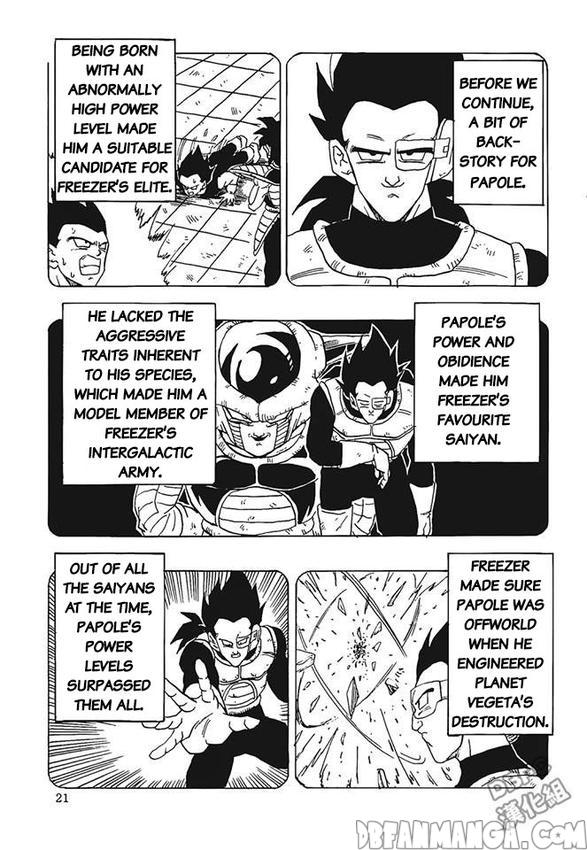 BEFORE WE
CONTINUE,
A BIT OF
BACK-
STORY FOR
PAPOLE.
BEING BORN
WITH AN
ABNORMALLY
HIGH POWER
LEVEL MADE
HIM A SUITABLE
CANDIDATE FOR
FREEZER'S ELITE.
PAPOLE'S
POWER AND
OBIDIENCE
MADE HIM
FREEZER'S
FAVOURITE
SAIYAN.
HE LACKED THE
AGGRESSIVE
TRAITS INHERENT
TO HIS SPECIES,
WHICH MADE HIM A
MODEL MEMBER OF
FREEZER'S
INTERGALACTIC
ARMY.
FREEZER
MADE SURE
PAPOLE WAS
OFFWORLD
WHEN HE
ENGINEERED
PLANET
VEGETA'S
DESTRUCTION.
OUT OF ALL
THE SAIYANS
AT THE TIME,
PAPOLE'S
POWER
LEVELS
SURPASSED
THEM ALL.
21
汉化组
DBFANMANGA.COM